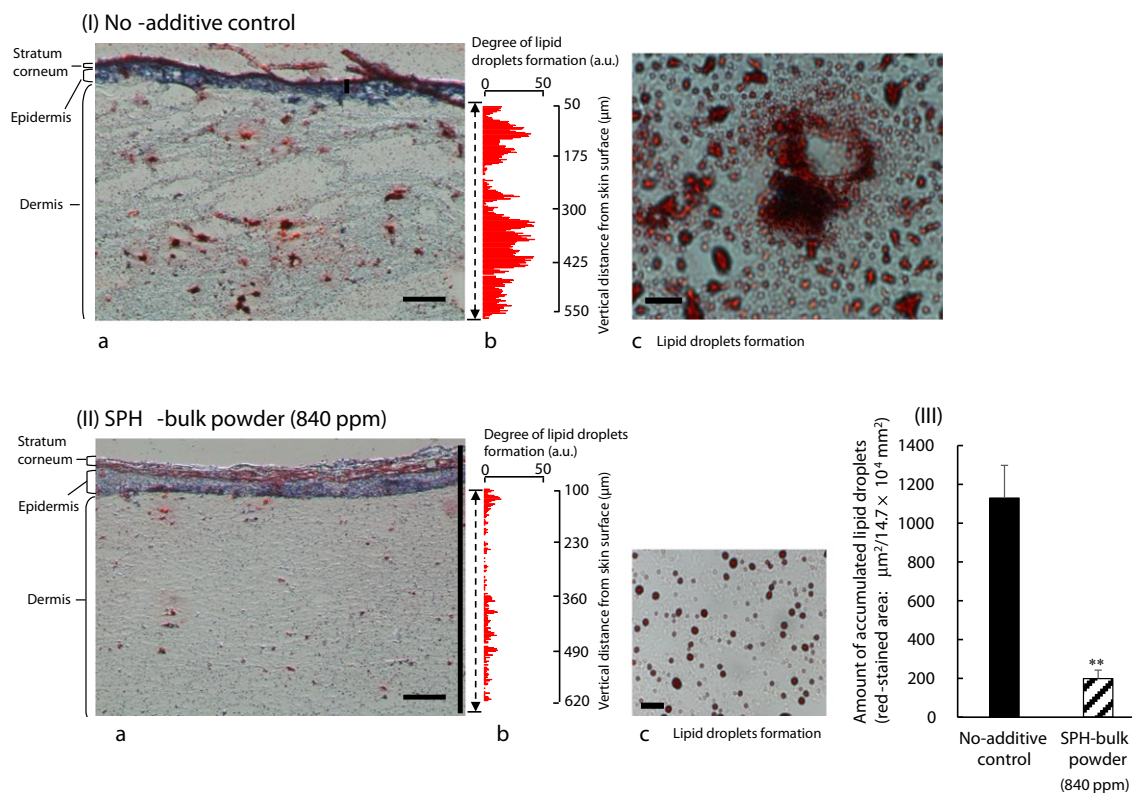 (I) No -additive control
Stratum
corneum
Epidermis
Dermis
a
Degree of lipid
droplets formation (a.u.)
0 50
50
175
300
425
550
Vertical distance from skin surface (µm)
b
c Lipid droplets formation
(II) SPH -bulk powder (840 ppm)
Stratum
corneum
Epidermis
Dermis
a
Degree of lipid droplets
formation (a.u.)
0 50
100
230
360
490
620
Vertical distance from skin surface (µm)
b
c Lipid droplets formation
(III)
Amount of accumulated lipid droplets
(red-stained area: µm²/14.7 × 10⁴ mm²)
1400
1200
1000
800
600
400
200
0
**
No-additive
control
SPH-bulk
powder
(840 ppm)